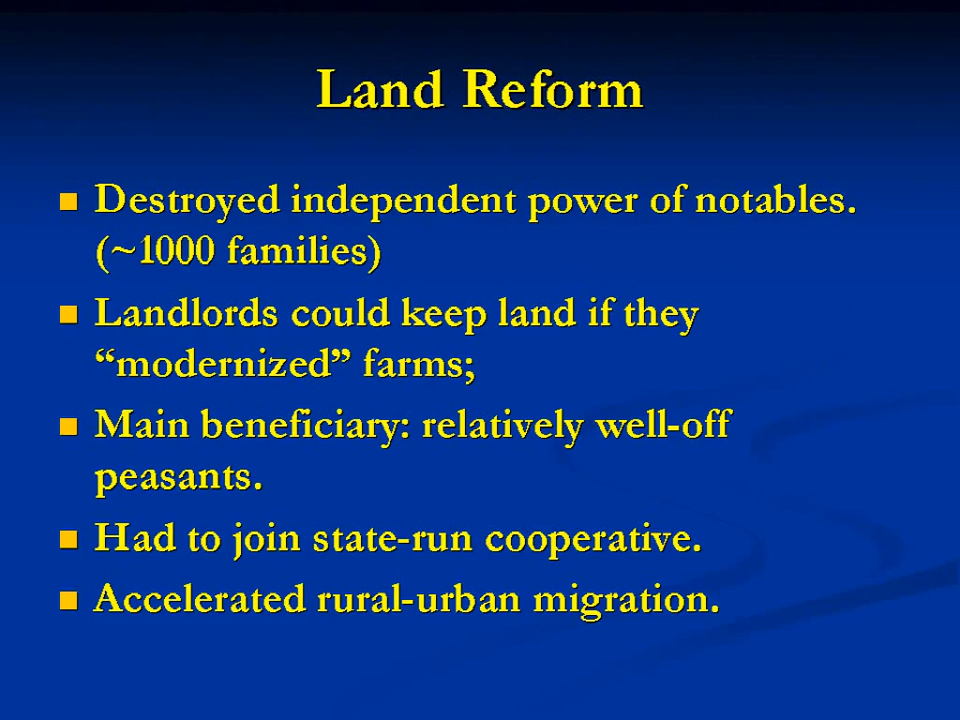 Land Reform
Destroyed independent power of notables.
(~1000 families)
Landlords could keep land if they
“modernized” farms;
Main beneficiary: relatively well-off
peasants.
Had to join state-run cooperative.
Accelerated rural-urban migration.